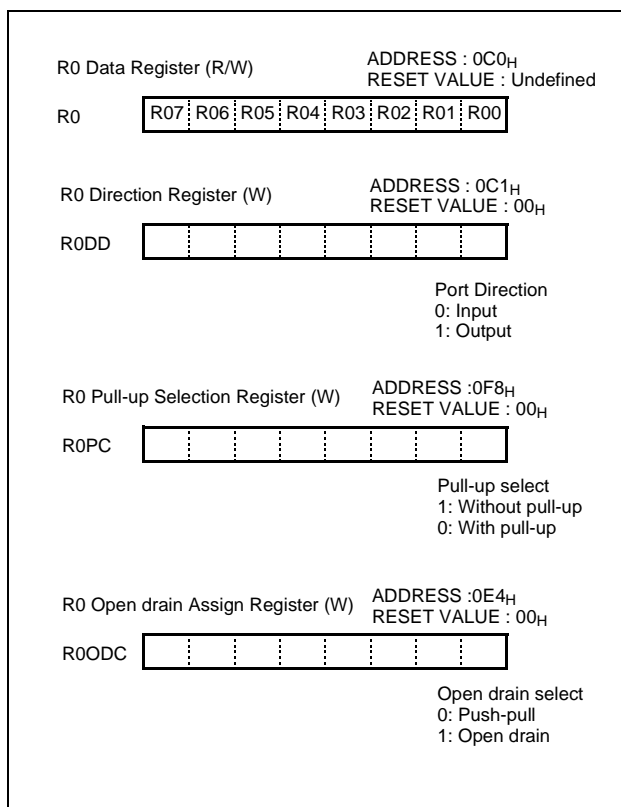 R0 Data Register (R/W)
ADDRESS : 0C0H
RESET VALUE : Undefined
R0
R07 R06 R05 R04 R03 R02 R01 R00
R0 Direction Register (W)
ADDRESS : 0C1H
RESET VALUE : 00H
R0DD
Port Direction
0: Input
1: Output
R0 Pull-up Selection Register (W)
ADDRESS :0F8H
RESET VALUE : 00H
R0PC
Pull-up select
1: Without pull-up
0: With pull-up
R0 Open drain Assign Register (W)
ADDRESS :0E4H
RESET VALUE : 00H
R0ODC
Open drain select
0: Push-pull
1: Open drain